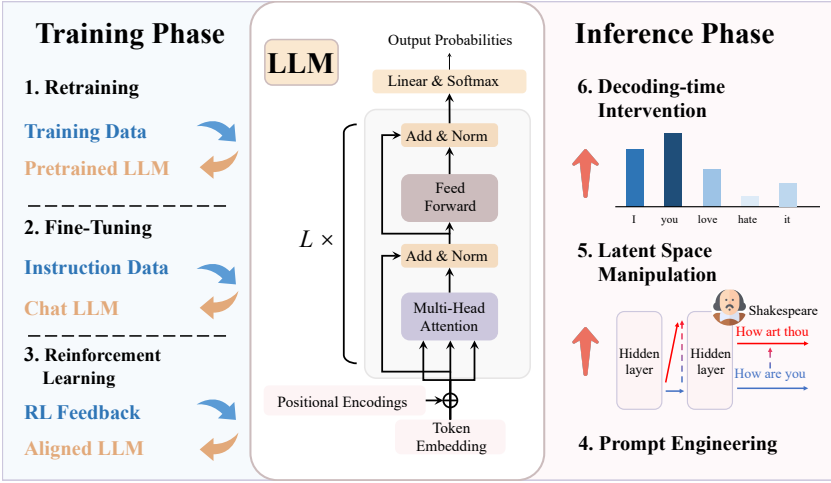 Training Phase
1. Retraining
Training Data
Pretrained LLM
2. Fine-Tuning
Instruction Data
Chat LLM
3. Reinforcement
Learning
RL Feedback
Aligned LLM
LLM
Output Probabilities
Linear & Softmax
Add & Norm
Feed
Forward
L ×
Add & Norm
Multi-Head
Attention
Positional Encodings
Token
Embedding
Inference Phase
6. Decoding-time
Intervention
I you love hate it
5. Latent Space
Manipulation
Shakespeare
How art thou
Hidden
layer
Hidden
layer
How are you
4. Prompt Engineering